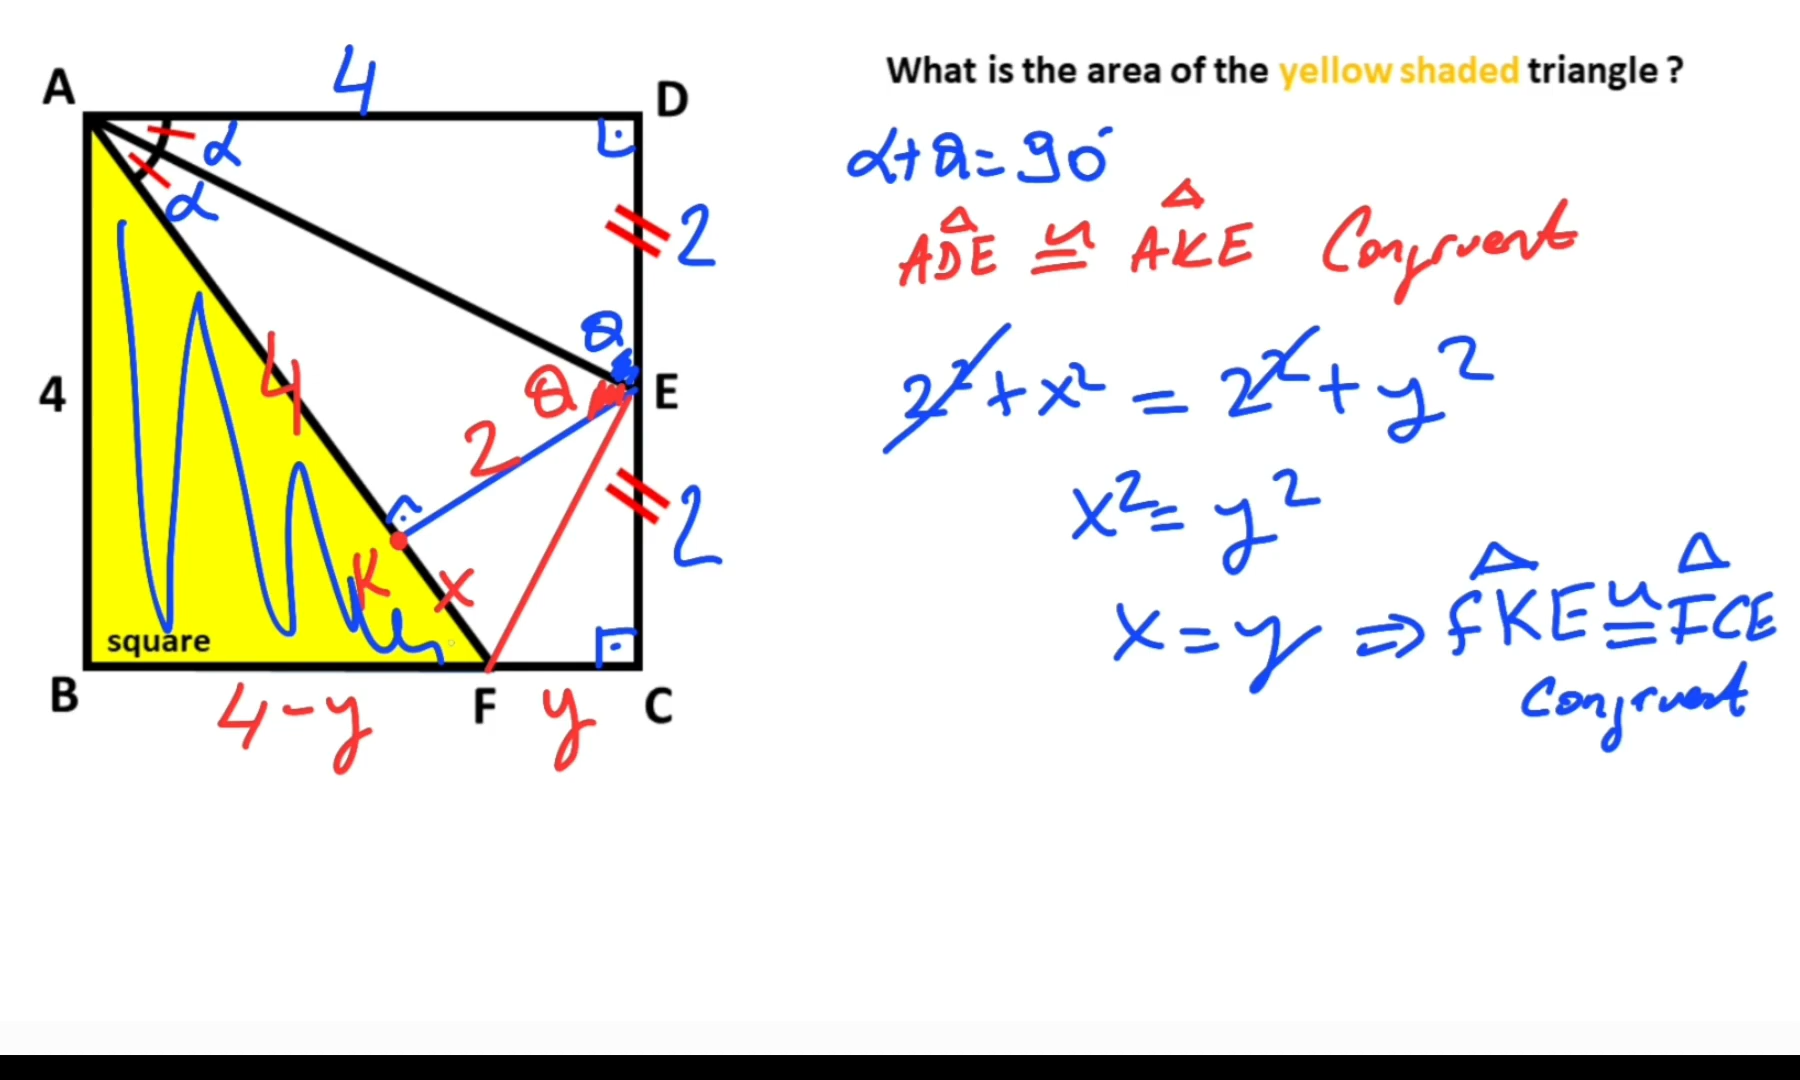 What is the area of the yellow shaded triangle ?
A
4
D
α
α
2
4
4
θ
θ
E
2
2
K
x
square
B
4-y
F
y
C
α+θ=90°
ADE ≅ AKE Congruent
2²+x² = 2²+y²
x²=y²
x=y ⇒ FKE≅FCE
Congruent